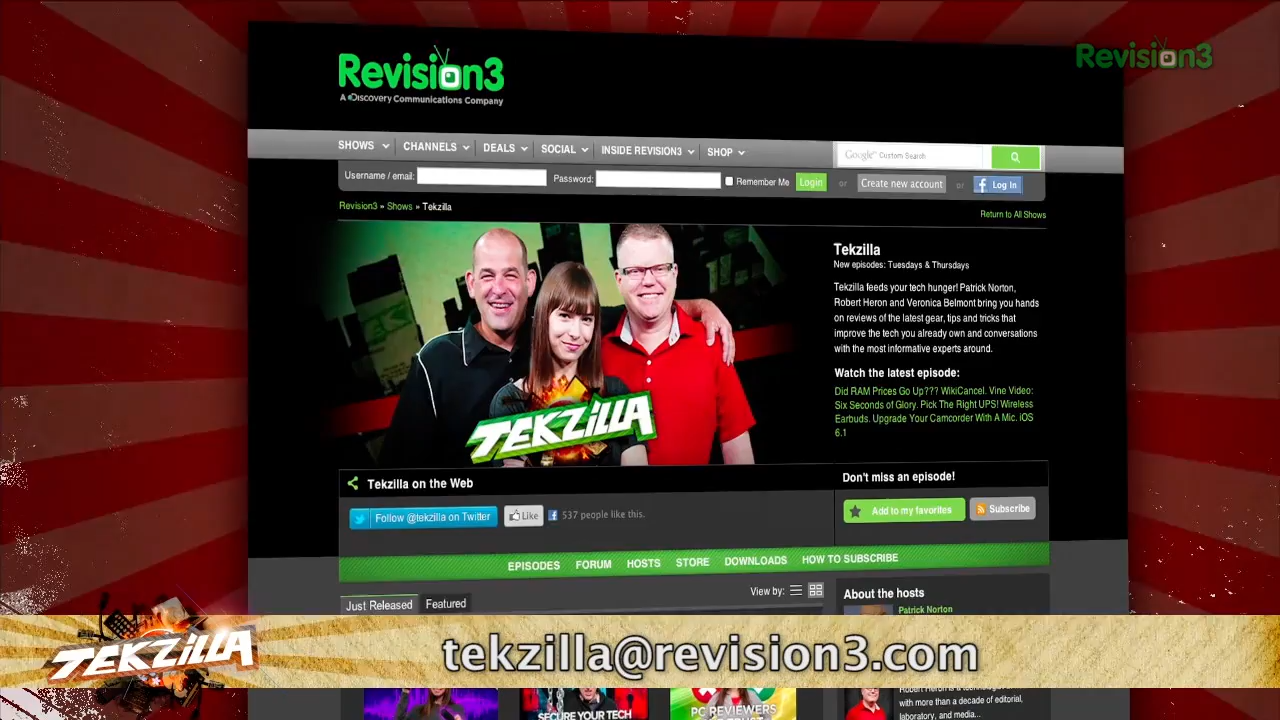 Revision3
A Discovery Communications Company
Revision3
SHOWS CHANNELS DEALS SOCIAL INSIDE REVISION3 SHOP
Google™ Custom Search
Username / email: Password: Remember Me Login or Create new account or f Log In
Revision3 » Shows » Tekzilla
Return to All Shows
TEKZILLA
Tekzilla
New episodes: Tuesdays & Thursdays
Tekzilla feeds your tech hunger! Patrick Norton,
Robert Heron and Veronica Belmont bring you hands
on reviews of the latest gear, tips and tricks that
improve the tech you already own and conversations
with the most informative experts around.
Watch the latest episode:
Did RAM Prices Go Up??? WikiCancel. Vine Video:
Six Seconds of Glory. Pick The Right UPS! Wireless
Earbuds. Upgrade Your Camcorder With A Mic. iOS
6.1
Tekzilla on the Web
Follow @tekzilla on Twitter Like f 537 people like this.
Don't miss an episode!
Add to my favorites Subscribe
EPISODES FORUM HOSTS STORE DOWNLOADS HOW TO SUBSCRIBE
View by:
Just Released Featured
About the hosts
Patrick Norton
TEKZILLA
tekzilla@revision3.com
SECURE YOUR TECH
PC REVIEWERS
with more than a decade of editorial,
laboratory, and media...